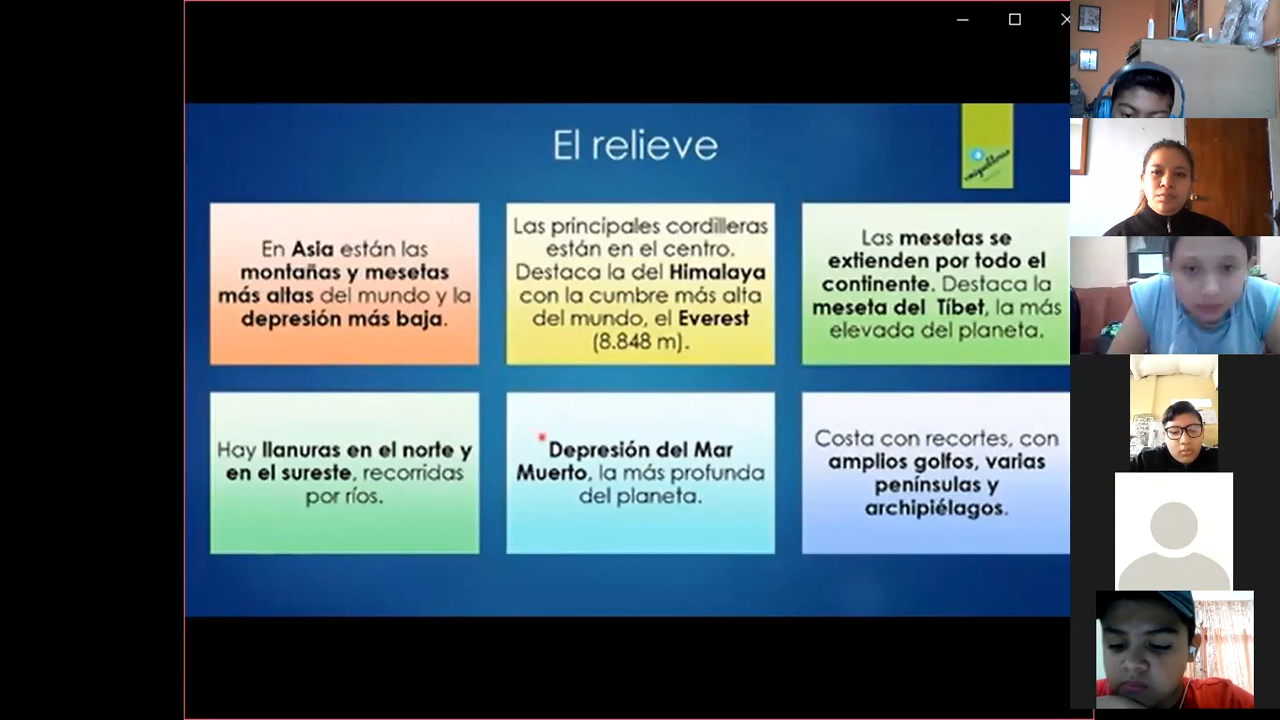 El relieve
En Asia están las
montañas y mesetas
más altas del mundo y la
depresión más baja.
Las principales cordilleras
están en el centro.
Destaca la del Himalaya
con la cumbre más alta
del mundo, el Everest
(8.848 m).
Las mesetas se
extienden por todo el
continente. Destaca la
meseta del Tíbet, la más
elevada del planeta.
Hay llanuras en el norte y
en el sureste, recorridas
por ríos.
Depresión del Mar
Muerto, la más profunda
del planeta.
Costa con recortes, con
amplios golfos, varias
penínsulas y
archipiélagos.